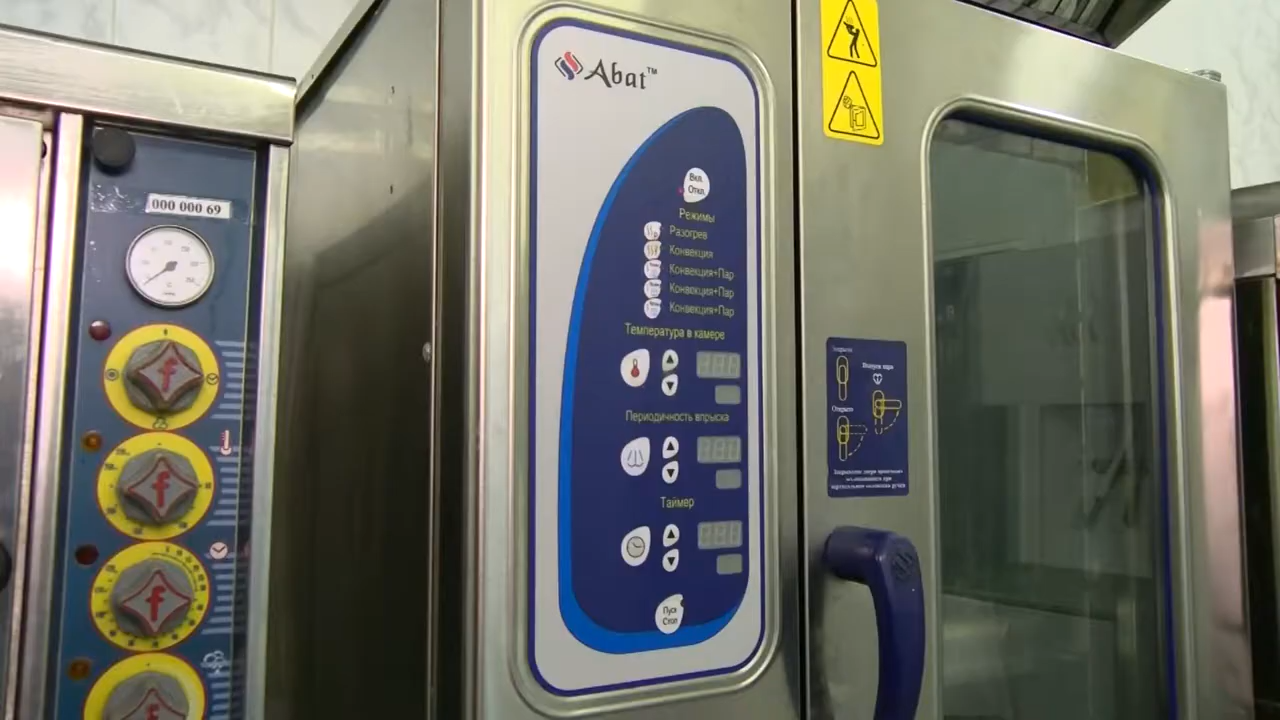 Abat™
000 000 69
Вкл.
Откл.
Режимы
Разогрев
Конвекция
Конвекция+Пар
Конвекция+Пар
Конвекция+Пар
Температура в камере
Периодичность впрыска
Таймер
Пуск
Стоп
Закрыто
Выпуск пара
Открыто
f
f
f
f